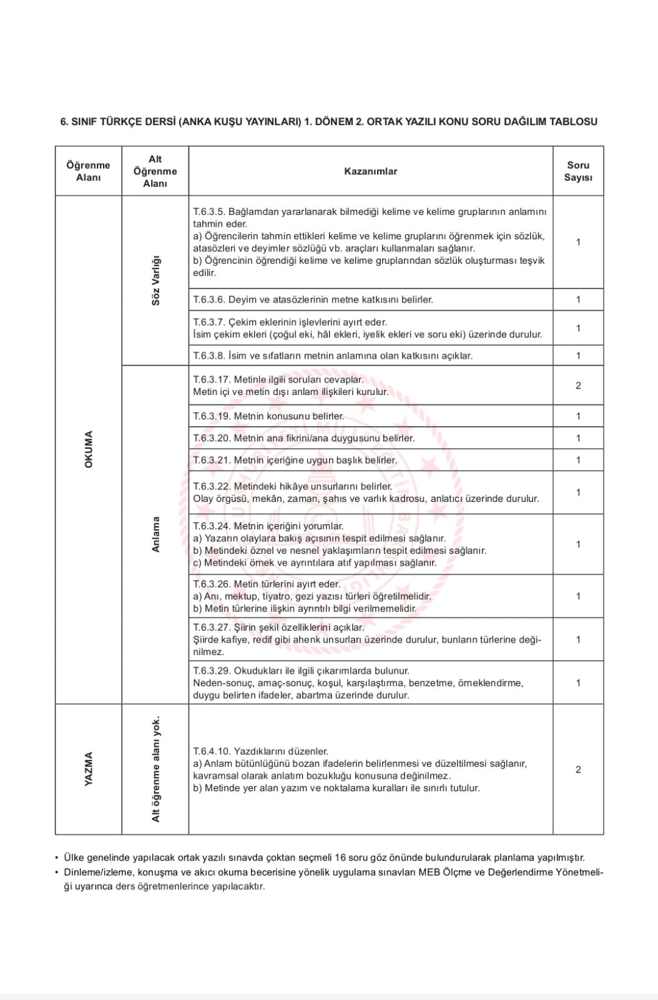 6. SINIF TÜRKÇE DERSİ (ANKA KUŞU YAYINLARI) 1. DÖNEM 2. ORTAK YAZILI KONU SORU DAĞILIM TABLOSU
Öğrenme
Alanı
Alt
Öğrenme
Alanı
Kazanımlar
Soru
Sayısı
OKUMA
Söz Varlığı
T.6.3.5. Bağlamdan yararlanarak bilmediği kelime ve kelime gruplarının anlamını
tahmin eder.
a) Öğrencilerin tahmin ettikleri kelime ve kelime gruplarını öğrenmek için sözlük,
atasözleri ve deyimler sözlüğü vb. araçları kullanmaları sağlanır.
b) Öğrencinin öğrendiği kelime ve kelime gruplarından sözlük oluşturması teşvik
edilir.
1
T.6.3.6. Deyim ve atasözlerinin metne katkısını belirler.
1
T.6.3.7. Çekim eklerinin işlevlerini ayırt eder.
İsim çekim ekleri (çoğul eki, hâl ekleri, iyelik ekleri ve soru eki) üzerinde durulur.
1
T.6.3.8. İsim ve sıfatların metnin anlamına olan katkısını açıklar.
1
Anlama
T.6.3.17. Metinle ilgili soruları cevaplar.
Metin içi ve metin dışı anlam ilişkileri kurulur.
2
T.6.3.19. Metnin konusunu belirler.
1
T.6.3.20. Metnin ana fikrini/ana duygusunu belirler.
1
T.6.3.21. Metnin içeriğine uygun başlık belirler.
1
T.6.3.22. Metindeki hikâye unsurlarını belirler.
Olay örgüsü, mekân, zaman, şahıs ve varlık kadrosu, anlatıcı üzerinde durulur.
1
T.6.3.24. Metnin içeriğini yorumlar.
a) Yazarın olaylara bakış açısının tespit edilmesi sağlanır.
b) Metindeki öznel ve nesnel yaklaşımların tespit edilmesi sağlanır.
c) Metindeki örnek ve ayrıntılara atıf yapılması sağlanır.
1
T.6.3.26. Metin türlerini ayırt eder.
a) Anı, mektup, tiyatro, gezi yazısı türleri öğretilmelidir.
b) Metin türlerine ilişkin ayrıntılı bilgi verilmemelidir.
1
T.6.3.27. Şiirin şekil özelliklerini açıklar.
Şiirde kafiye, redif gibi ahenk unsurları üzerinde durulur, bunların türlerine deği-
nilmez.
1
T.6.3.29. Okudukları ile ilgili çıkarımlarda bulunur.
Neden-sonuç, amaç-sonuç, koşul, karşılaştırma, benzetme, örneklendirme,
duygu belirten ifadeler, abartma üzerinde durulur.
1
YAZMA
Alt öğrenme alanı yok.
T.6.4.10. Yazdıklarını düzenler.
a) Anlam bütünlüğünü bozan ifadelerin belirlenmesi ve düzeltilmesi sağlanır,
kavramsal olarak anlatım bozukluğu konusuna değinilmez.
b) Metinde yer alan yazım ve noktalama kuralları ile sınırlı tutulur.
2
• Ülke genelinde yapılacak ortak yazılı sınavda çoktan seçmeli 16 soru göz önünde bulundurularak planlama yapılmıştır.
• Dinleme/izleme, konuşma ve akıcı okuma becerisine yönelik uygulama sınavları MEB Ölçme ve Değerlendirme Yönetmeli-
ği uyarınca ders öğretmenlerince yapılacaktır.